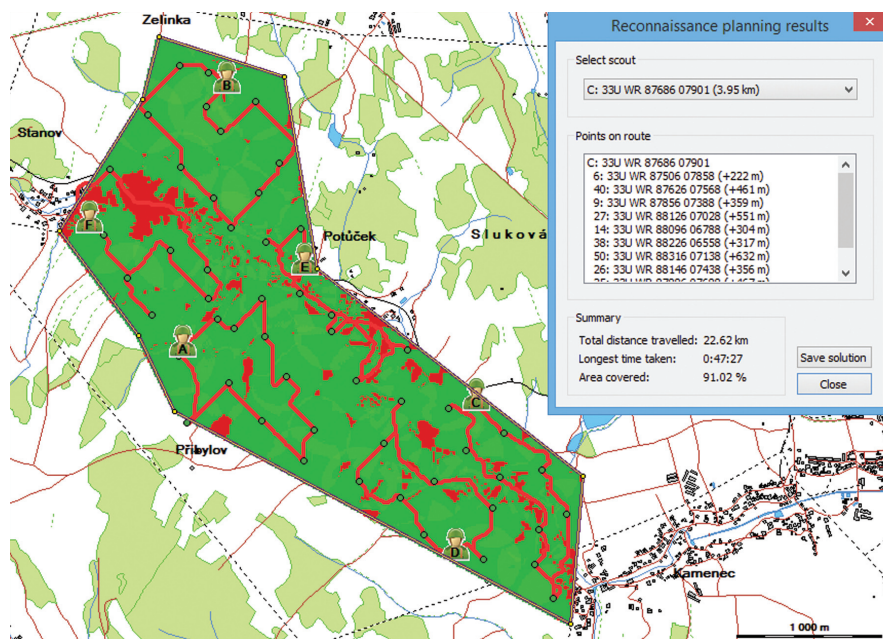 Zelinka
Stanov
Potůček
Sluková
Přibylov
Kamenec
1 000 m
A
B
C
D
E
F
Reconnaissance planning results
Select scout
C: 33U WR 87686 07901 (3.95 km)
Points on route
C: 33U WR 87686 07901
6: 33U WR 87506 07858 (+222 m)
40: 33U WR 87626 07568 (+461 m)
9: 33U WR 87856 07388 (+359 m)
27: 33U WR 88126 07028 (+551 m)
14: 33U WR 88096 06788 (+304 m)
38: 33U WR 88226 06558 (+317 m)
50: 33U WR 88316 07138 (+632 m)
26: 33U WR 88146 07438 (+356 m)
Summary
Total distance travelled: 22.62 km
Longest time taken: 0:47:27
Area covered: 91.02 %
Save solution
Close